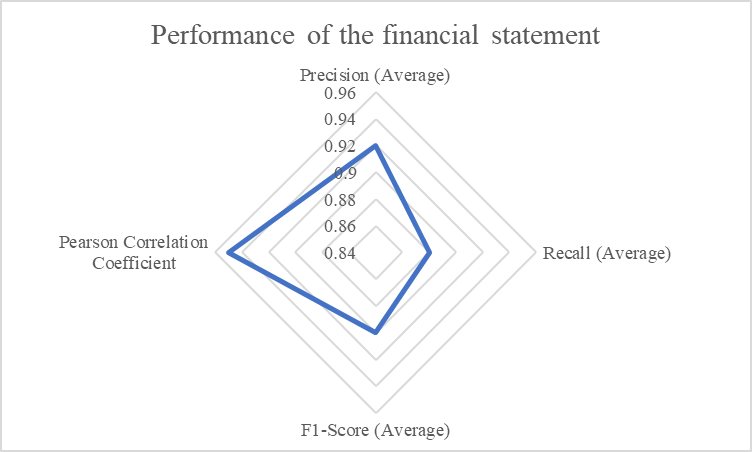 Performance of the financial statement
Precision (Average)
0.96
0.94
0.92
0.9
0.88
0.86
0.84
Pearson Correlation
Coefficient
Recall (Average)
F1-Score (Average)